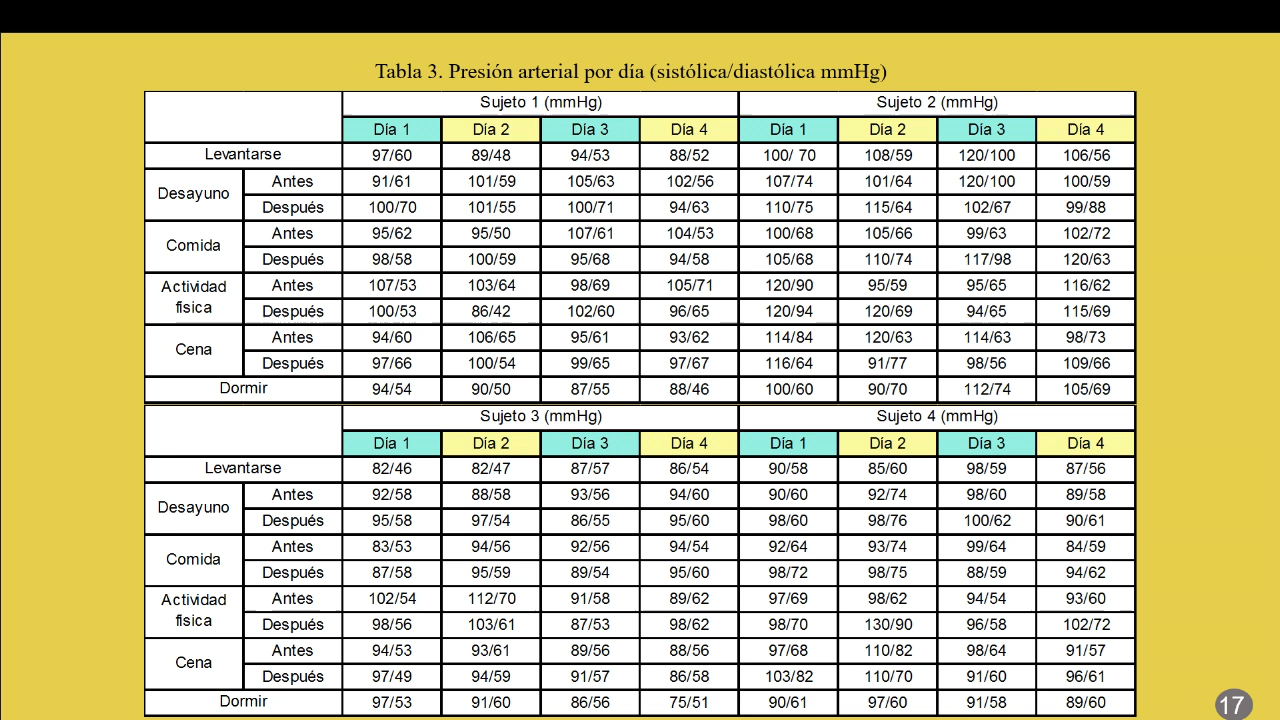 Tabla 3. Presión arterial por día (sistólica/diastólica mmHg)
Sujeto 1 (mmHg) Sujeto 2 (mmHg)
Día 1 Día 2 Día 3 Día 4 Día 1 Día 2 Día 3 Día 4
Levantarse 97/60 89/48 94/53 88/52 100/ 70 108/59 120/100 106/56
Desayuno Antes 91/61 101/59 105/63 102/56 107/74 101/64 120/100 100/59
Después 100/70 101/55 100/71 94/63 110/75 115/64 102/67 99/88
Comida Antes 95/62 95/50 107/61 104/53 100/68 105/66 99/63 102/72
Después 98/58 100/59 95/68 94/58 105/68 110/74 117/98 120/63
Actividad física Antes 107/53 103/64 98/69 105/71 120/90 95/59 95/65 116/62
Después 100/53 86/42 102/60 96/65 120/94 120/69 94/65 115/69
Cena Antes 94/60 106/65 95/61 93/62 114/84 120/63 114/63 98/73
Después 97/66 100/54 99/65 97/67 116/64 91/77 98/56 109/66
Dormir 94/54 90/50 87/55 88/46 100/60 90/70 112/74 105/69
Sujeto 3 (mmHg) Sujeto 4 (mmHg)
Día 1 Día 2 Día 3 Día 4 Día 1 Día 2 Día 3 Día 4
Levantarse 82/46 82/47 87/57 86/54 90/58 85/60 98/59 87/56
Desayuno Antes 92/58 88/58 93/56 94/60 90/60 92/74 98/60 89/58
Después 95/58 97/54 86/55 95/60 98/60 98/76 100/62 90/61
Comida Antes 83/53 94/56 92/56 94/54 92/64 93/74 99/64 84/59
Después 87/58 95/59 89/54 95/60 98/72 98/75 88/59 94/62
Actividad física Antes 102/54 112/70 91/58 89/62 97/69 98/62 94/54 93/60
Después 98/56 103/61 87/53 98/62 98/70 130/90 96/58 102/72
Cena Antes 94/53 93/61 89/56 88/56 97/68 110/82 98/64 91/57
Después 97/49 94/59 91/57 86/58 103/82 110/70 91/60 96/61
Dormir 97/53 91/60 86/56 75/51 90/61 97/60 91/58 89/60
17